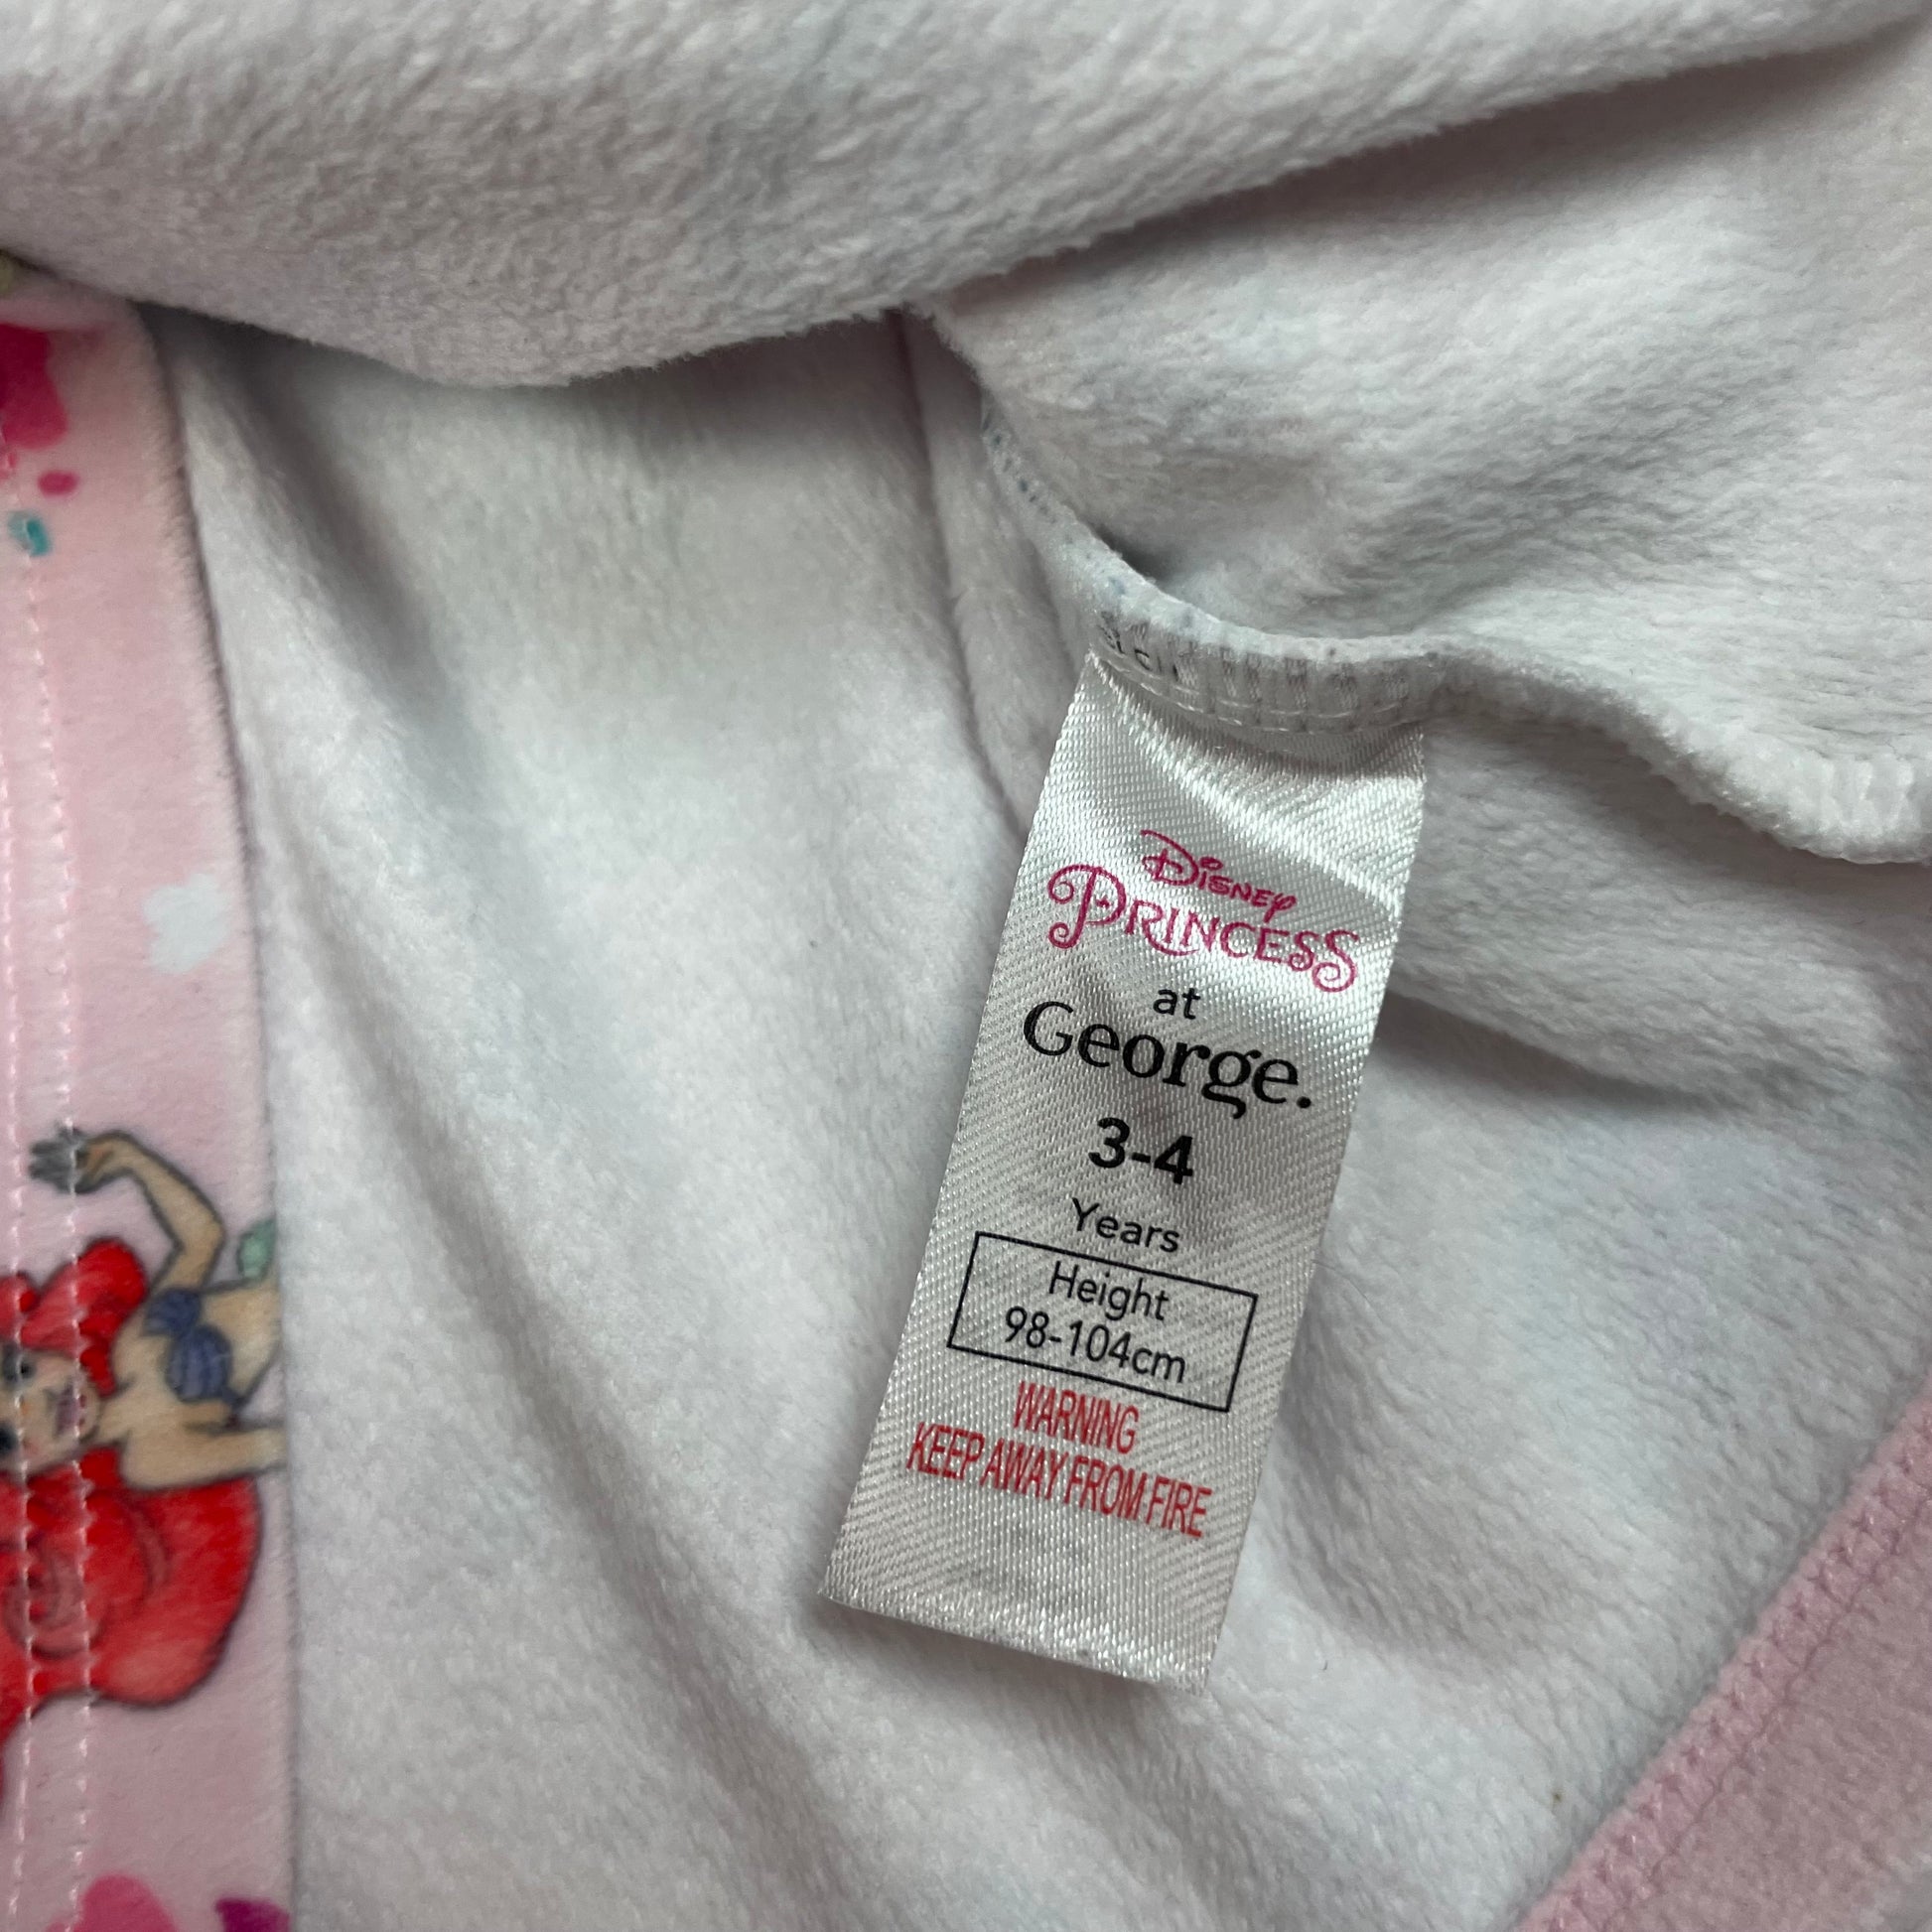 Disney
PRINCESS
at
George.
3-4
Years
Height
98-104cm
WARNING
KEEP AWAY FROM FIRE